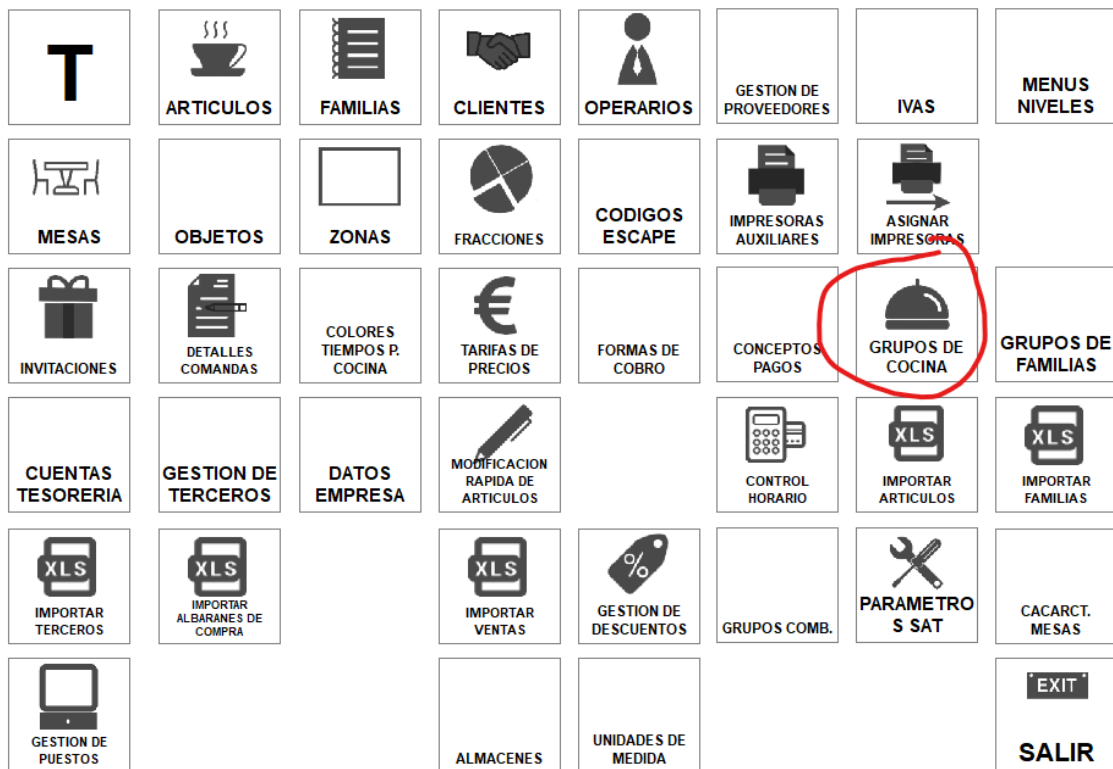 T
ARTICULOS
FAMILIAS
CLIENTES
OPERARIOS
GESTION DE
PROVEEDORES
IVAS
MENUS
NIVELES
MESAS
OBJETOS
ZONAS
FRACCIONES
CODIGOS
ESCAPE
IMPRESORAS
AUXILIARES
ASIGNAR
IMPRESORAS
INVITACIONES
DETALLES
COMANDAS
COLORES
TIEMPOS P.
COCINA
€
TARIFAS DE
PRECIOS
FORMAS DE
COBRO
CONCEPTOS
PAGOS
GRUPOS DE
COCINA
GRUPOS DE
FAMILIAS
CUENTAS
TESORERIA
GESTION DE
TERCEROS
DATOS
EMPRESA
MODIFICACION
RAPIDA DE
ARTICULOS
CONTROL
HORARIO
XLS
IMPORTAR
ARTICULOS
XLS
IMPORTAR
FAMILIAS
XLS
IMPORTAR
TERCEROS
XLS
IMPORTAR
ALBARANES DE
COMPRA
XLS
IMPORTAR
VENTAS
%
GESTION DE
DESCUENTOS
GRUPOS COMB.
PARAMETRO
S SAT
CACARCT.
MESAS
GESTION DE
PUESTOS
ALMACENES
UNIDADES DE
MEDIDA
EXIT
SALIR